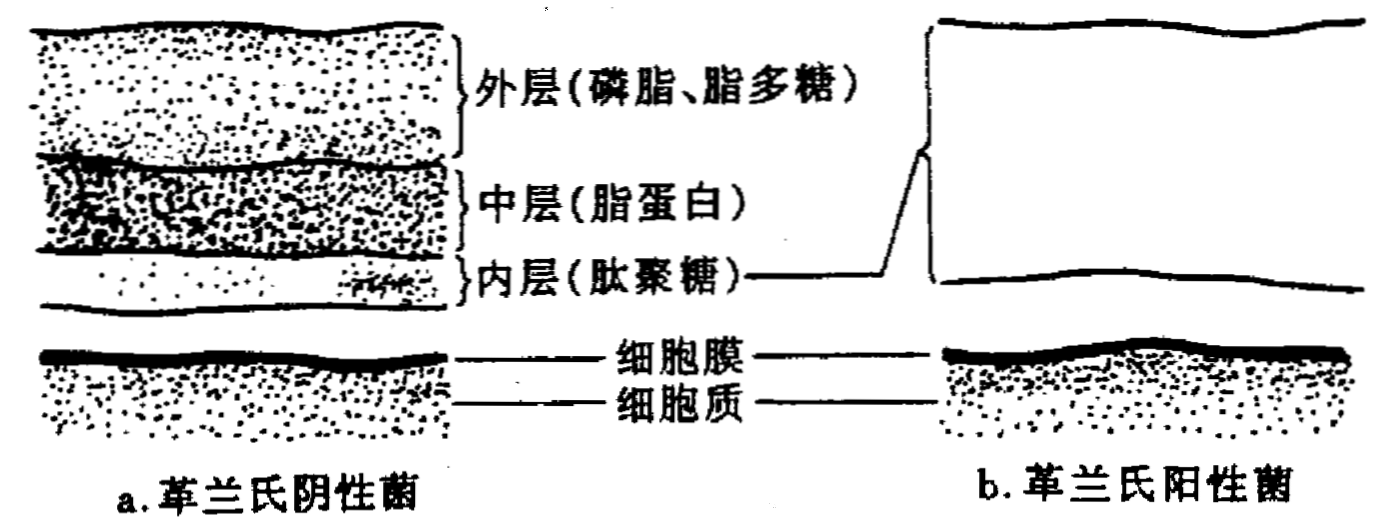 外层(磷脂、脂多糖)
中层(脂蛋白)
内层(肽聚糖)
细胞膜
细胞质
a.革兰氏阴性菌
b.革兰氏阳性菌